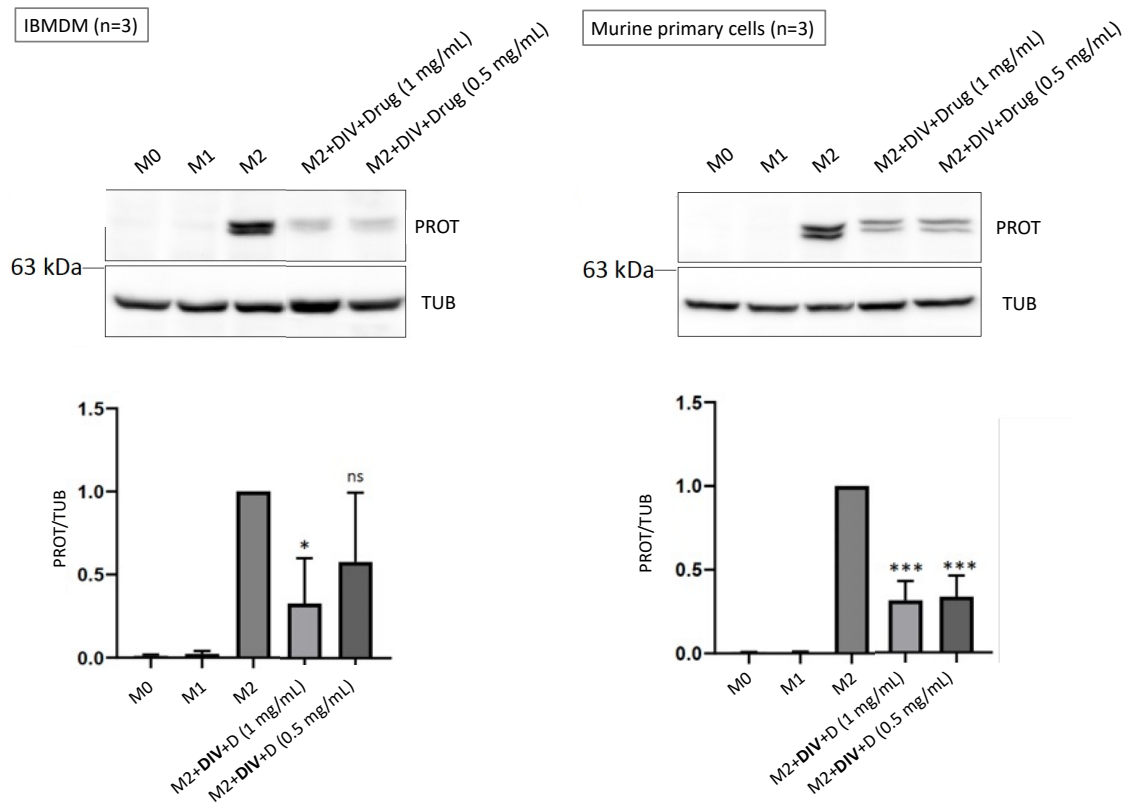 IBMDM (n=3)
M0
M1
M2
M2+DIV+Drug (1 mg/mL)
M2+DIV+Drug (0.5 mg/mL)
PROT
63 kDa
TUB
1.5
1.0
0.5
0.0
PROT/TUB
*
ns
M0
M1
M2
M2+DIV+D (1 mg/mL)
M2+DIV+D (0.5 mg/mL)
Murine primary cells (n=3)
M0
M1
M2
M2+DIV+Drug (1 mg/mL)
M2+DIV+Drug (0.5 mg/mL)
PROT
63 kDa
TUB
1.5
1.0
0.5
0.0
PROT/TUB
***
***
M0
M1
M2
M2+DIV+D (1 mg/mL)
M2+DIV+D (0.5 mg/mL)